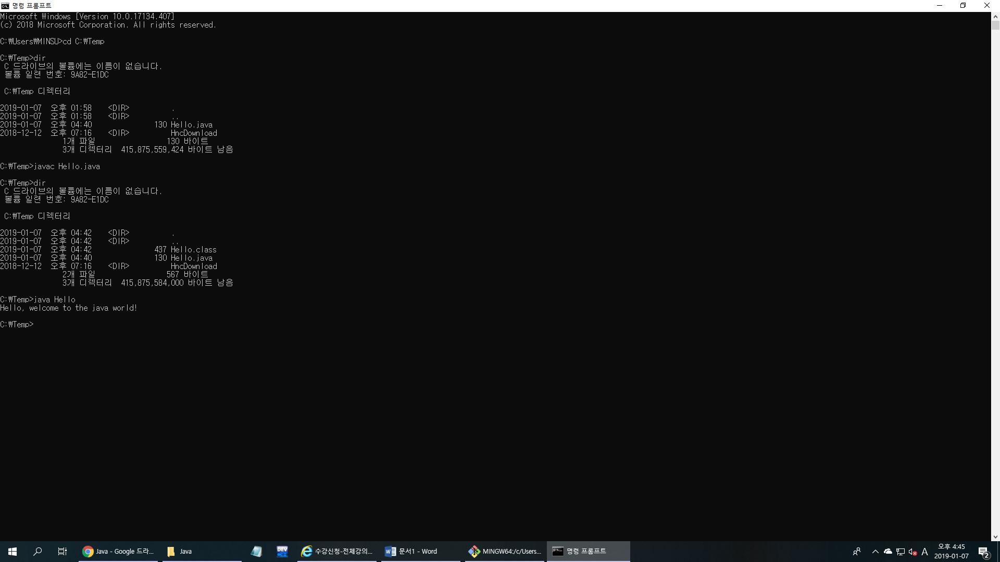 명령 프롬프트
Microsoft Windows [Version 10.0.17134.407]
(c) 2018 Microsoft Corporation. All rights reserved.
C:₩Users₩MINSU>cd C:₩Temp
C:₩Temp>dir
C 드라이브의 볼륨에는 이름이 없습니다.
볼륨 일련 번호: 9A82-E1DC
C:₩Temp 디렉터리
2019-01-07 오후 01:58 <DIR> .
2019-01-07 오후 01:58 <DIR> ..
2019-01-07 오후 04:40 130 Hello.java
2018-12-12 오후 07:16 <DIR> HncDownload
1개 파일 130 바이트
3개 디렉터리 415,875,559,424 바이트 남음
C:₩Temp>javac Hello.java
C:₩Temp>dir
C 드라이브의 볼륨에는 이름이 없습니다.
볼륨 일련 번호: 9A82-E1DC
C:₩Temp 디렉터리
2019-01-07 오후 04:42 <DIR> .
2019-01-07 오후 04:42 <DIR> ..
2019-01-07 오후 04:42 437 Hello.class
2019-01-07 오후 04:40 130 Hello.java
2018-12-12 오후 07:16 <DIR> HncDownload
2개 파일 567 바이트
3개 디렉터리 415,875,584,000 바이트 남음
C:₩Temp>java Hello
Hello, welcome to the java world!
C:₩Temp>
Java - Google 드라... Java DEV 수강신청-전체강의... 문서1 - Word MINGW64:/c/Users... 명령 프롬프트 A 오후 4:45
2019-01-07 2